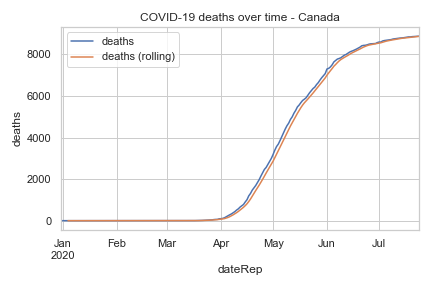 COVID-19 deaths over time - Canada
deaths
deaths (rolling)
deaths
8000
6000
4000
2000
0
Jan Feb Mar Apr May Jun Jul
2020
dateRep